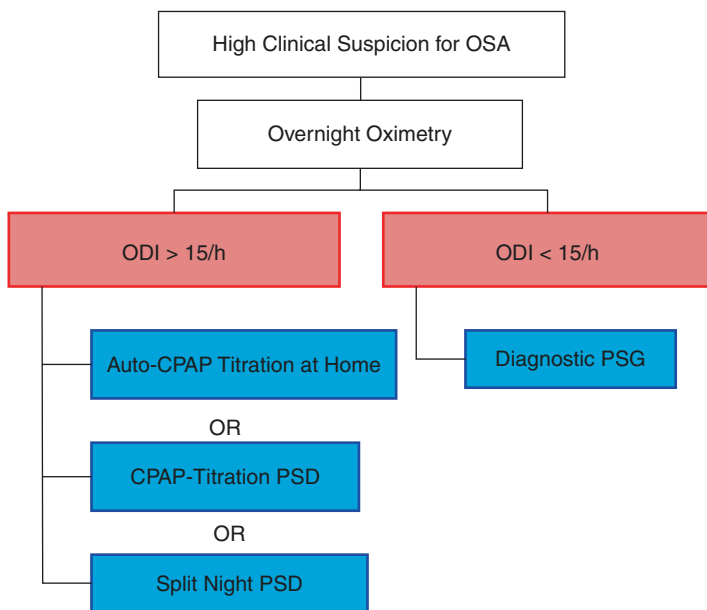 High Clinical Suspicion for OSA
Overnight Oximetry
ODI > 15/h
ODI < 15/h
Auto-CPAP Titration at Home
Diagnostic PSG
OR
CPAP-Titration PSD
OR
Split Night PSD